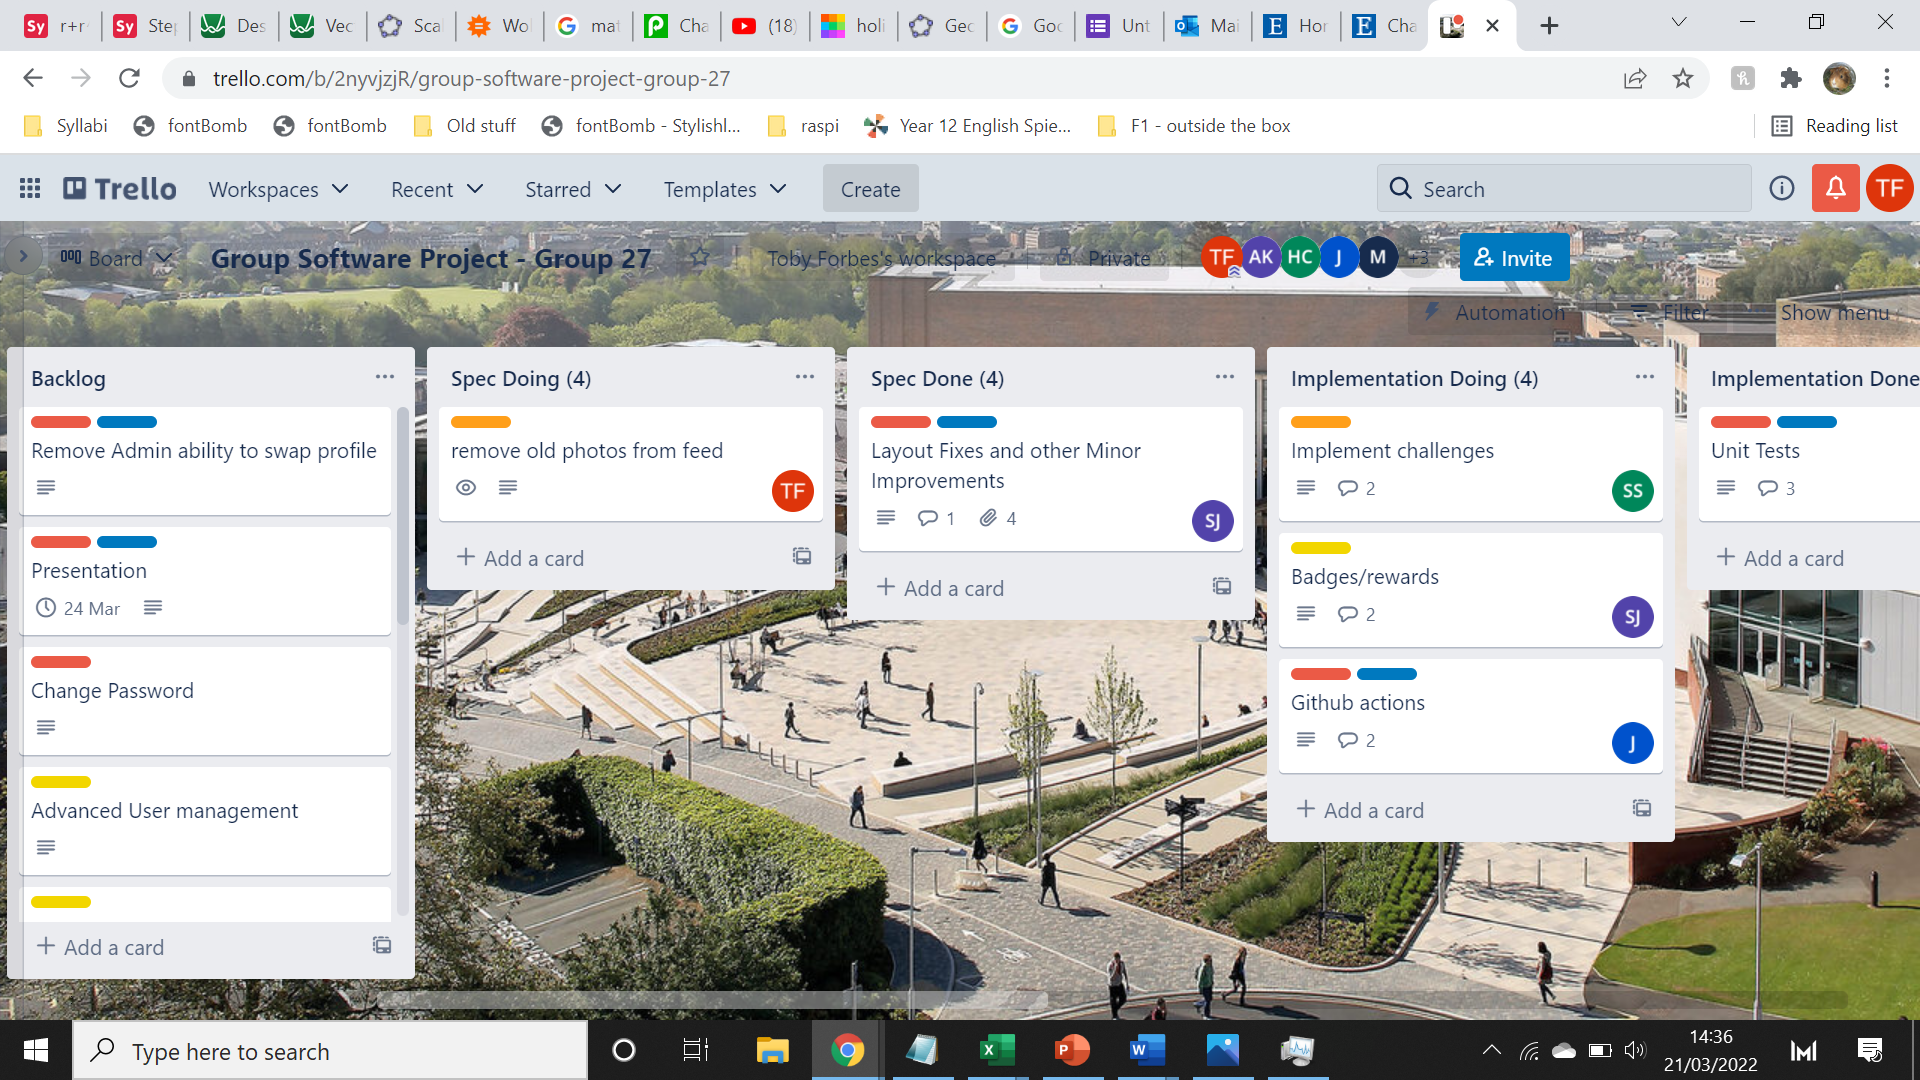 r+r
Ste
Des
Vec
Sca
Wol
mat
Cha
(18)
holi
Geo
Goo
Unt
Mai
Hor
Cha
trello.com/b/2nyvjzjR/group-software-project-group-27
Syllabi
fontBomb
fontBomb
Old stuff
fontBomb - Stylishl...
raspi
Year 12 English Spie...
F1 - outside the box
Reading list
Trello
Workspaces
Recent
Starred
Templates
Create
Search
TF
Board
Group Software Project - Group 27
Toby Forbes's workspace
Private
TF
AK
HC
J
M
+3
Invite
Automation
Filter
Show menu
Backlog
Remove Admin ability to swap profile
Presentation
24 Mar
Change Password
Advanced User management
+ Add a card
Spec Doing (4)
remove old photos from feed
TF
+ Add a card
Spec Done (4)
Layout Fixes and other Minor
Improvements
1
4
SJ
+ Add a card
Implementation Doing (4)
Implement challenges
2
SS
Badges/rewards
2
SJ
Github actions
2
J
+ Add a card
Implementation Done
Unit Tests
3
+ Add a card
Type here to search
14:36
21/03/2022